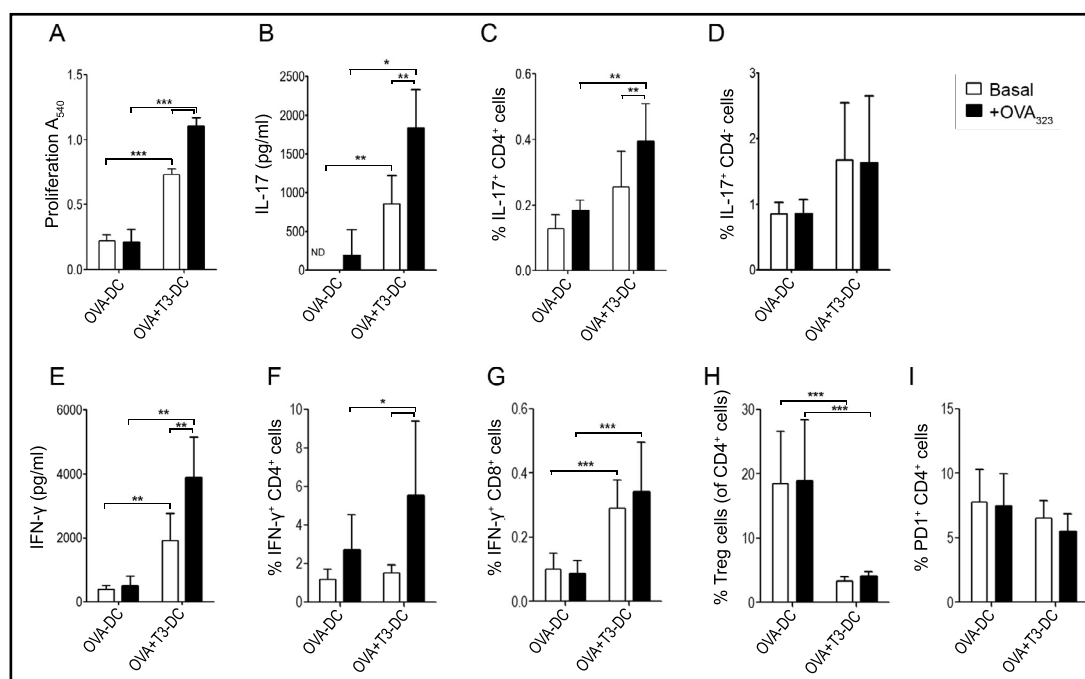 A
Proliferation A540
1.5
1.0
0.5
0.0
***
***
OVA-DC
OVA+T3-DC
B
IL-17 (pg/ml)
2500
2000
1500
1000
500
0
*
**
**
ND
OVA-DC
OVA+T3-DC
C
% IL-17+ CD4+ cells
0.6
0.4
0.2
0.0
**
**
OVA-DC
OVA+T3-DC
D
% IL-17+ CD4- cells
3
2
1
0
OVA-DC
OVA+T3-DC
Basal
+OVA323
E
IFN-γ (pg/ml)
6000
4000
2000
0
**
**
**
OVA-DC
OVA+T3-DC
F
% IFN-γ+ CD4+ cells
10
8
6
4
2
0
*
OVA-DC
OVA+T3-DC
G
% IFN-γ+ CD8+ cells
0.6
0.4
0.2
0.0
***
***
OVA-DC
OVA+T3-DC
H
% Treg cells (of CD4+ cells)
30
20
10
0
***
***
OVA-DC
OVA+T3-DC
I
% PD1+ CD4+ cells
15
10
5
0
OVA-DC
OVA+T3-DC